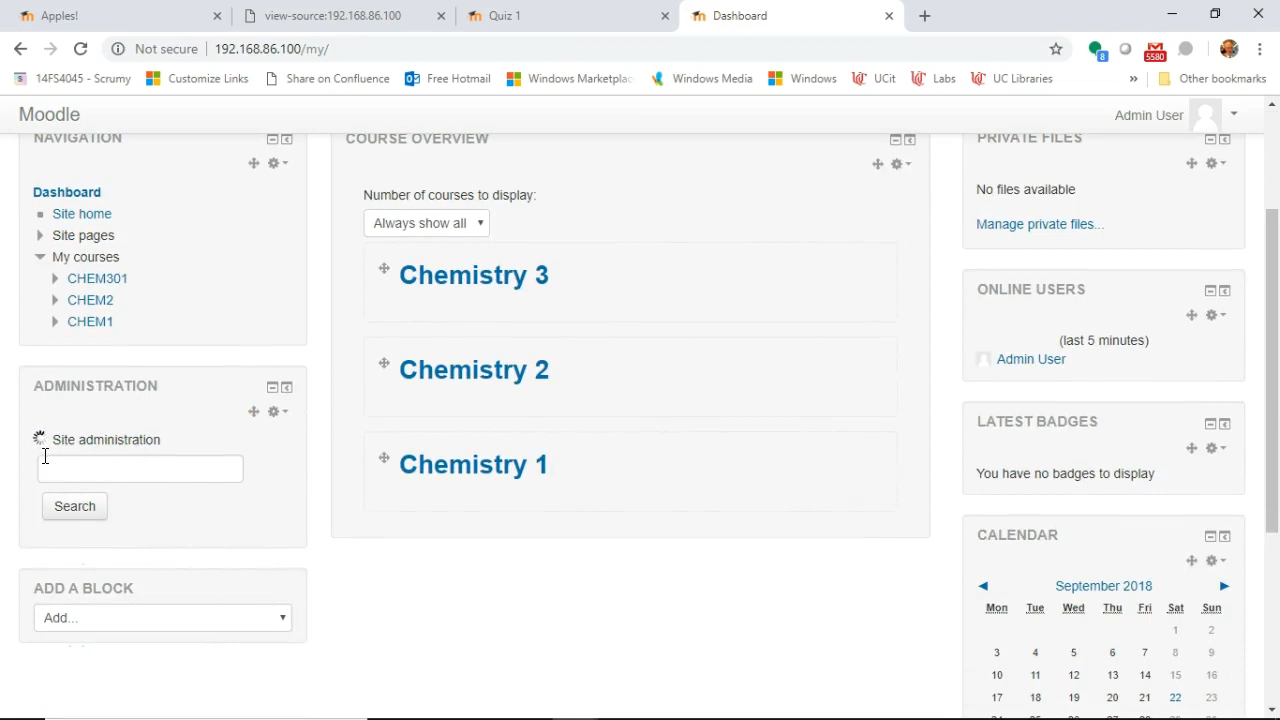 Apples!
view-source:192.168.86.100
Quiz 1
Dashboard
Not secure
192.168.86.100/my/
8
5580
14FS4045 - Scrumy
Customize Links
Share on Confluence
Free Hotmail
Windows Marketplac
Windows Media
Windows
UCit
Labs
UC Libraries
»
Other bookmarks
Moodle
Admin User
NAVIGATION
Dashboard
Site home
Site pages
My courses
CHEM301
CHEM2
CHEM1
ADMINISTRATION
Site administration
Search
ADD A BLOCK
Add...
COURSE OVERVIEW
Number of courses to display:
Always show all
Chemistry 3
Chemistry 2
Chemistry 1
PRIVATE FILES
No files available
Manage private files...
ONLINE USERS
(last 5 minutes)
Admin User
LATEST BADGES
You have no badges to display
CALENDAR
September 2018
Mon Tue Wed Thu Fri Sat Sun
1 2
3 4 5 6 7 8 9
10 11 12 13 14 15 16
17 18 19 20 21 22 23